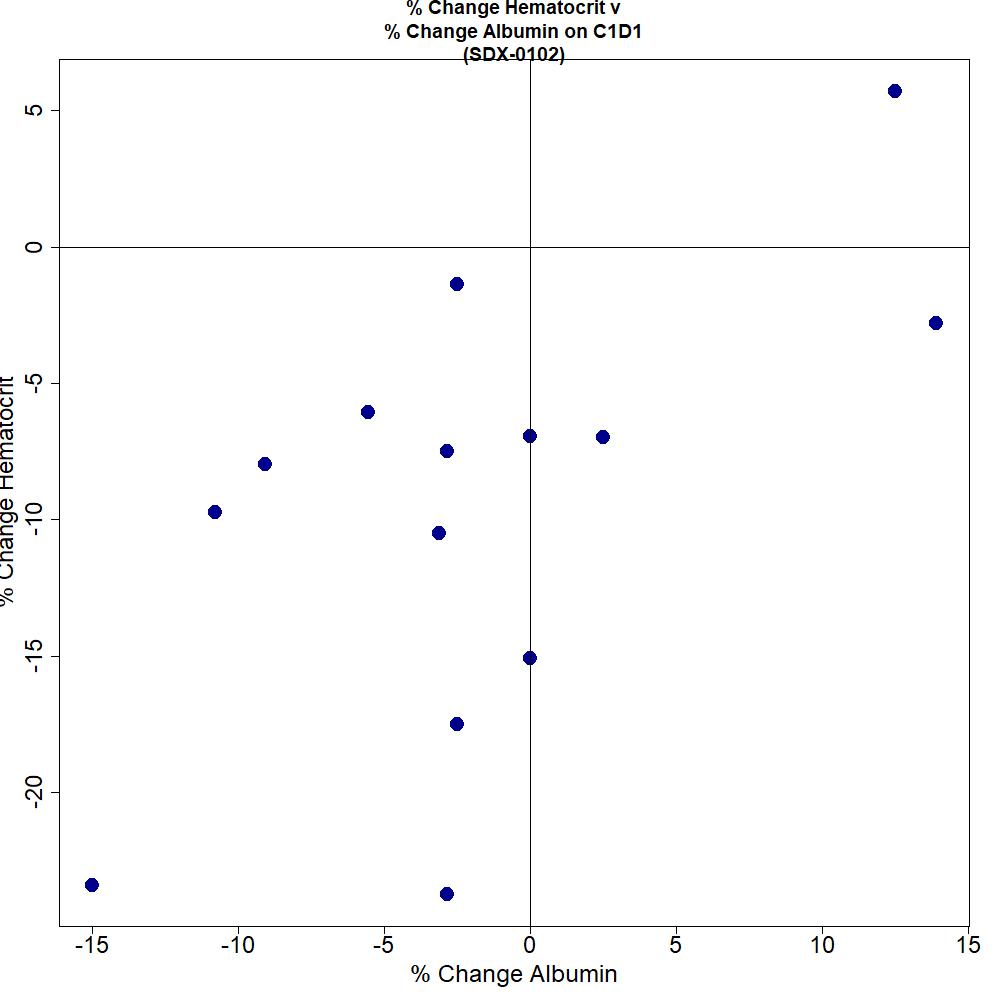 % Change Hematocrit v
% Change Albumin on C1D1
(SDX-0102)
% Change Hematocrit
5
0
-5
-10
-15
-20
-15
-10
-5
0
5
10
15
% Change Albumin